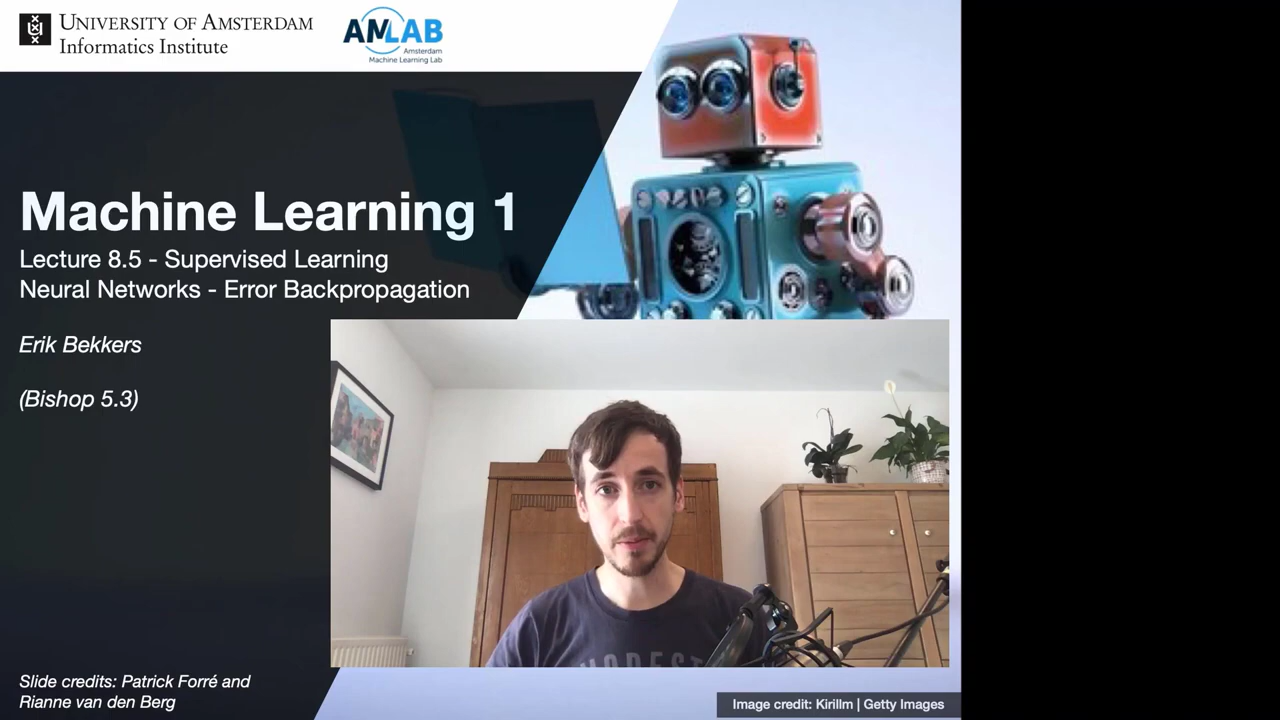 UNIVERSITY OF AMSTERDAM
Informatics Institute
AMLAB
Amsterdam
Machine Learning Lab
Machine Learning 1
Lecture 8.5 - Supervised Learning
Neural Networks - Error Backpropagation
Erik Bekkers
(Bishop 5.3)
Slide credits: Patrick Forré and
Rianne van den Berg
Image credit: Kirillm | Getty Images